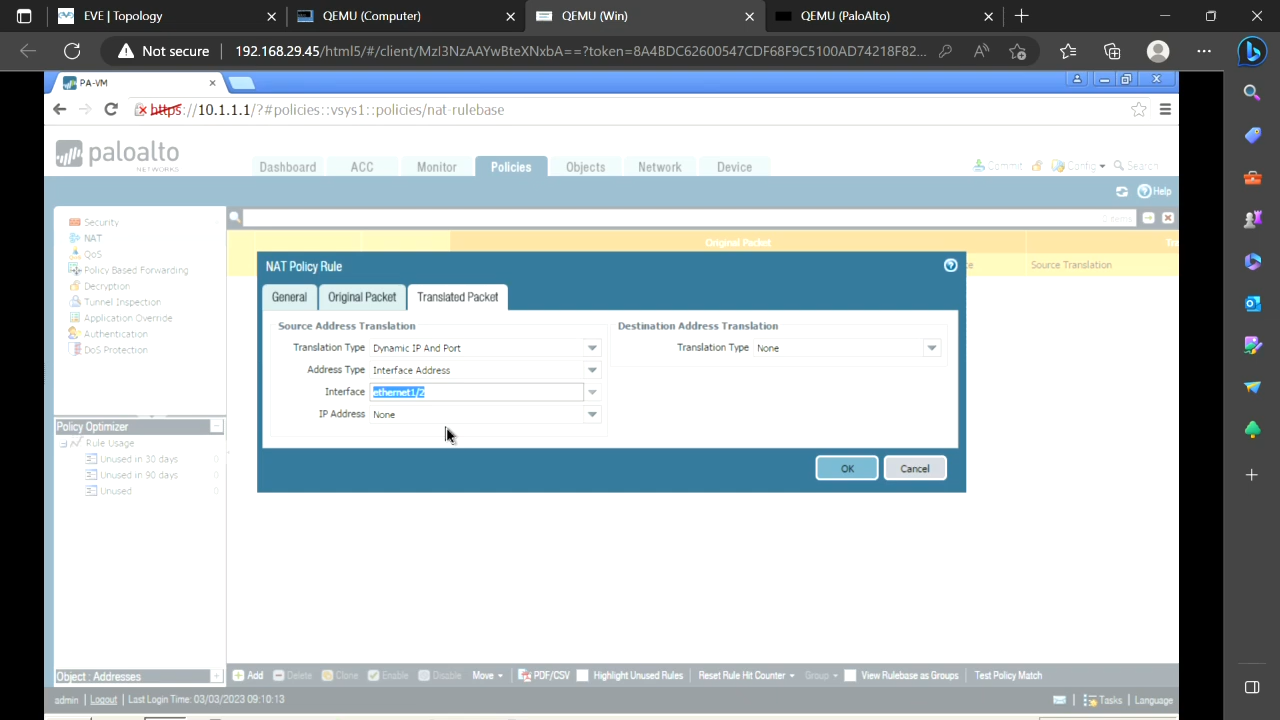 EVE | Topology
QEMU (Computer)
QEMU (Win)
QEMU (PaloAlto)
Not secure
192.168.29.45/html5/#/client/MzI3NzAAYwBteXNxbA==?token=8A4BDC62600547CDF68F9C5100AD74218F82...
PA-VM
https://10.1.1.1/?#policies::vsys1::policies/nat-rulebase
paloalto
NETWORKS
Dashboard ACC Monitor Policies Objects Network Device
Commit Config Search
Help
0 items
Security
NAT
QoS
Policy Based Forwarding
Decryption
Tunnel Inspection
Application Override
Authentication
DoS Protection
Original Packet
Source Translation
NAT Policy Rule
General Original Packet Translated Packet
Source Address Translation
Translation Type Dynamic IP And Port
Address Type Interface Address
Interface ethernet1/2
IP Address None
Destination Address Translation
Translation Type None
OK Cancel
Policy Optimizer
Rule Usage
Unused in 30 days 0
Unused in 90 days 0
Unused 0
Object : Addresses
Add Delete Clone Enable Disable Move PDF/CSV Highlight Unused Rules Reset Rule Hit Counter Group View Rulebase as Groups Test Policy Match
admin | Logout | Last Login Time: 03/03/2023 09:10:13
Tasks | Language